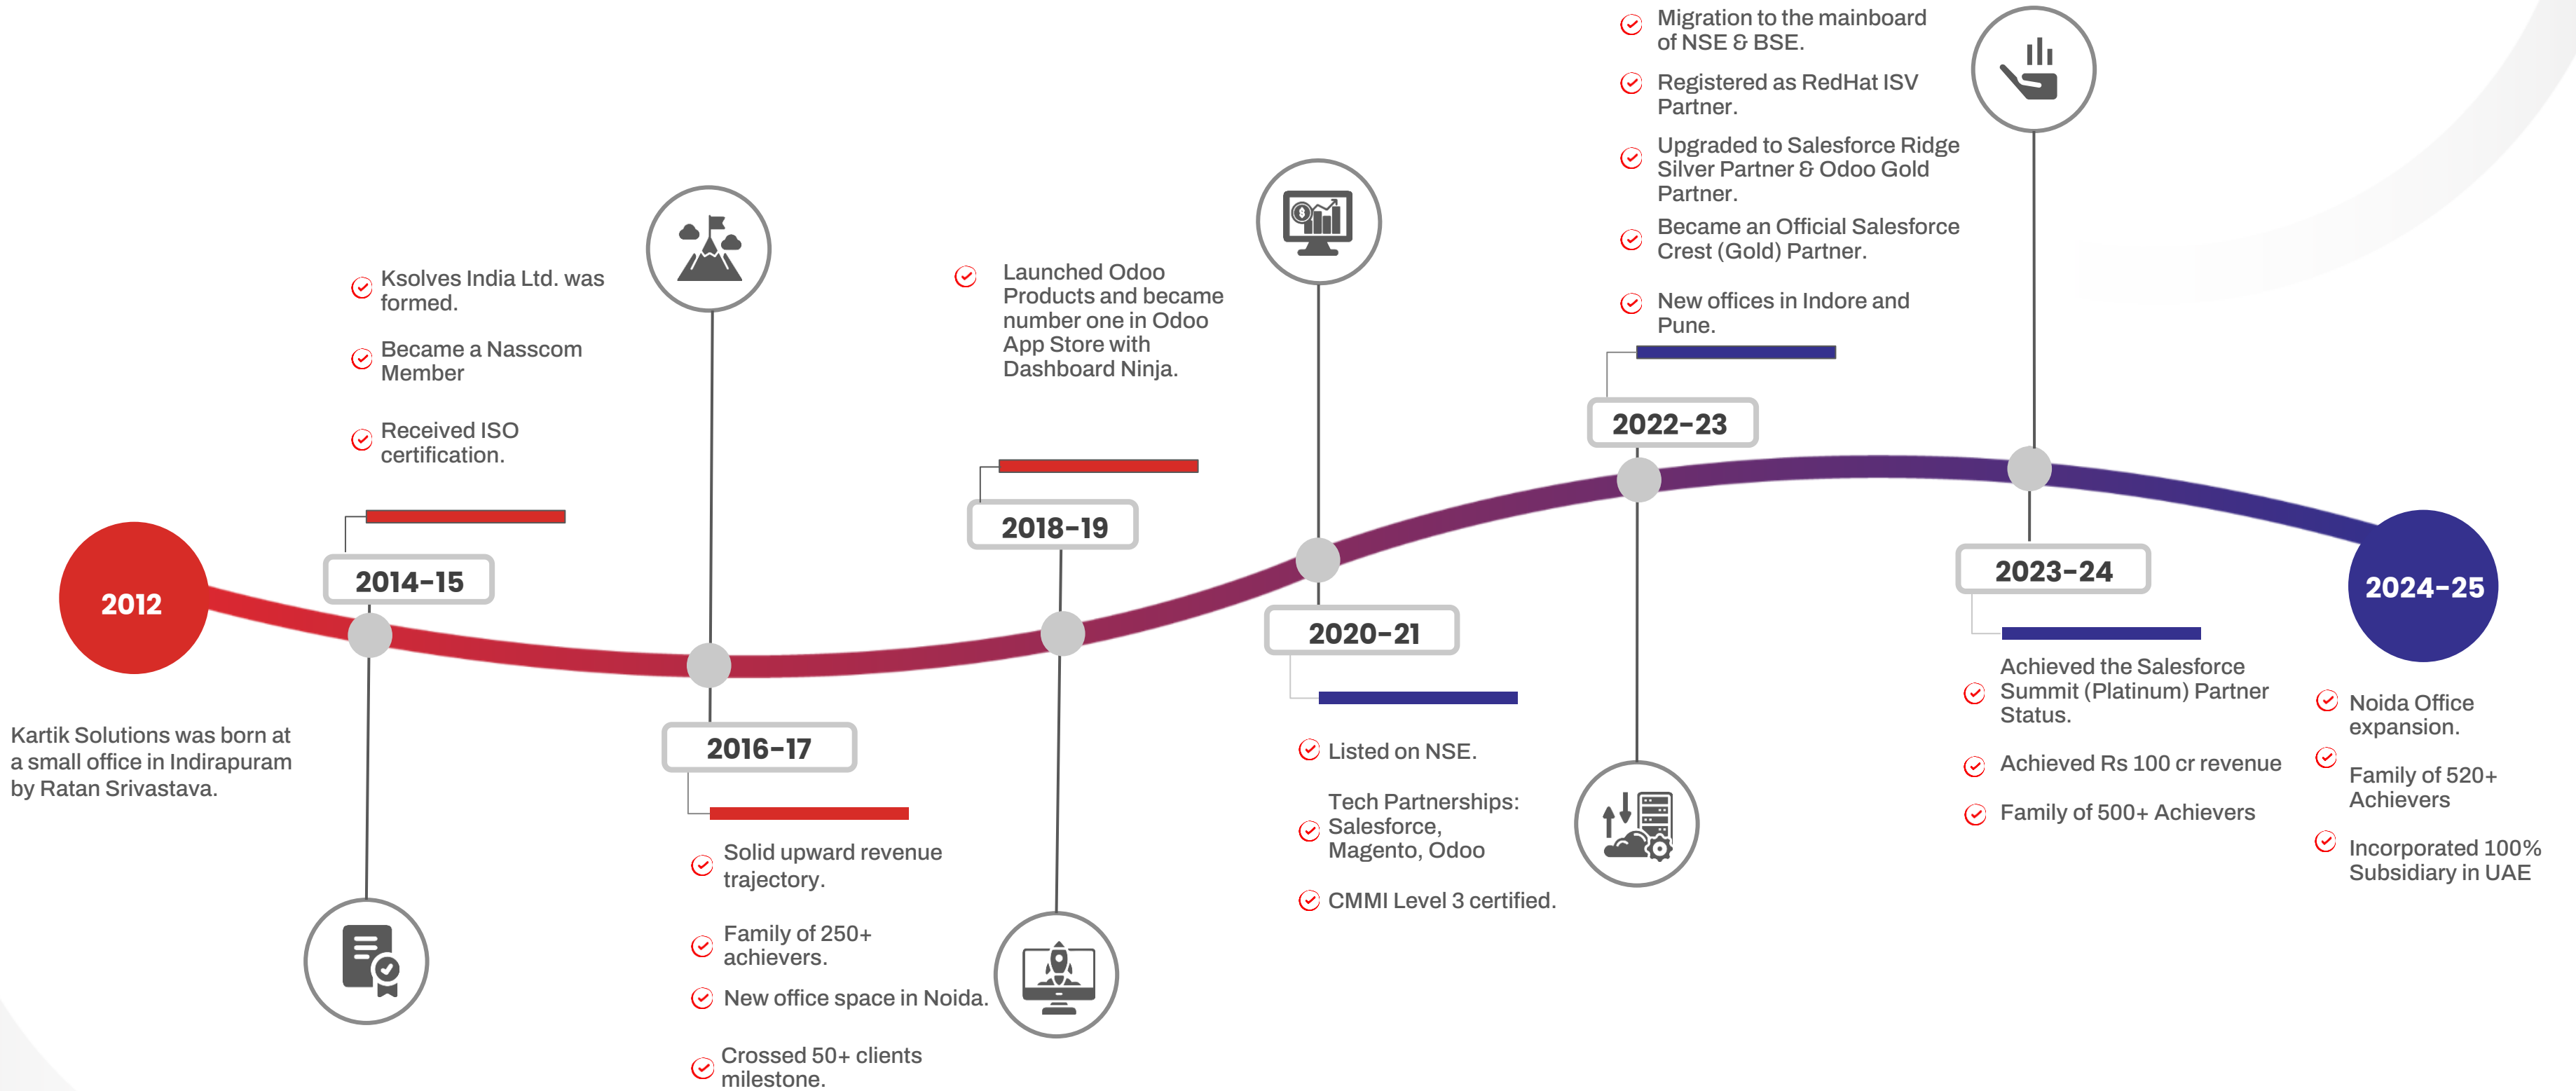 2012
Kartik Solutions was born at
a small office in Indirapuram
by Ratan Srivastava.
Ksolves India Ltd. was
formed.
Became a Nasscom
Member
Received ISO
certification.
2014-15
2016-17
Solid upward revenue
trajectory.
Family of 250+
achievers.
New office space in Noida.
Crossed 50+ clients
milestone.
Launched Odoo
Products and became
number one in Odoo
App Store with
Dashboard Ninja.
2018-19
2020-21
Listed on NSE.
Tech Partnerships:
Salesforce,
Magento, Odoo
CMMI Level 3 certified.
Migration to the mainboard
of NSE & BSE.
Registered as RedHat ISV
Partner.
Upgraded to Salesforce Ridge
Silver Partner & Odoo Gold
Partner.
Became an Official Salesforce
Crest (Gold) Partner.
New offices in Indore and
Pune.
2022-23
2023-24
Achieved the Salesforce
Summit (Platinum) Partner
Status.
Achieved Rs 100 cr revenue
Family of 500+ Achievers
2024-25
Noida Office
expansion.
Family of 520+
Achievers
Incorporated 100%
Subsidiary in UAE